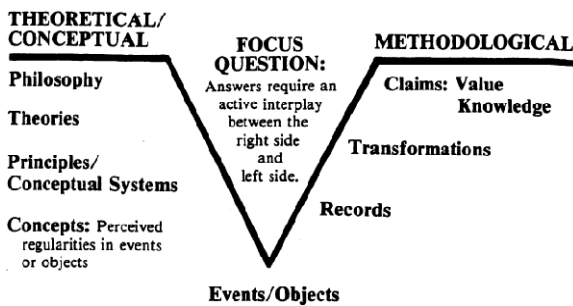 THEORETICAL/
CONCEPTUAL
Philosophy
Theories
Principles/
Conceptual Systems
Concepts: Perceived
regularities in events
or objects
FOCUS
QUESTION:
Answers require an
active interplay
between the
right side
and
left side.
METHODOLOGICAL
Claims: Value
Knowledge
Transformations
Records
Events/Objects